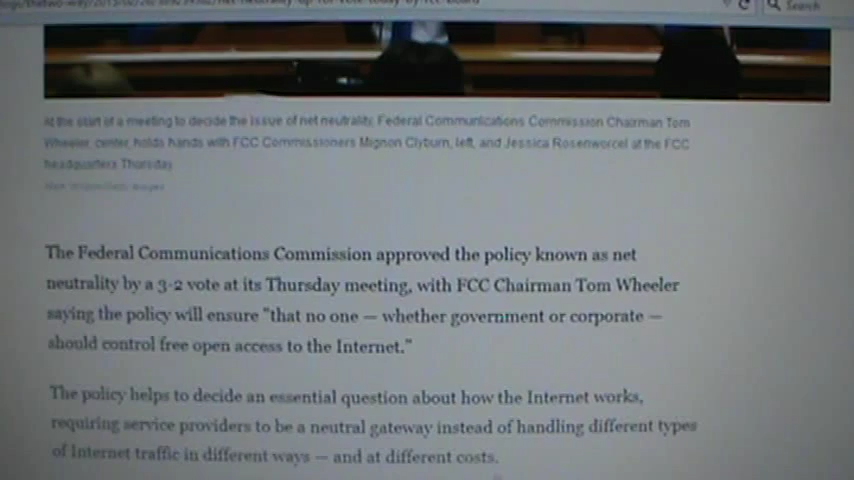 Search
At the start of a meeting to decide the issue of net neutrality, Federal Communications Commission Chairman Tom
Wheeler, center, holds hands with FCC Commissioners Mignon Clyburn, left, and Jessica Rosenworcel at the FCC
headquarters Thursday.
The Federal Communications Commission approved the policy known as net
neutrality by a 3-2 vote at its Thursday meeting, with FCC Chairman Tom Wheeler
saying the policy will ensure "that no one — whether government or corporate —
should control free open access to the Internet."
The policy helps to decide an essential question about how the Internet works,
requiring service providers to be a neutral gateway instead of handling different types
of Internet traffic in different ways — and at different costs.